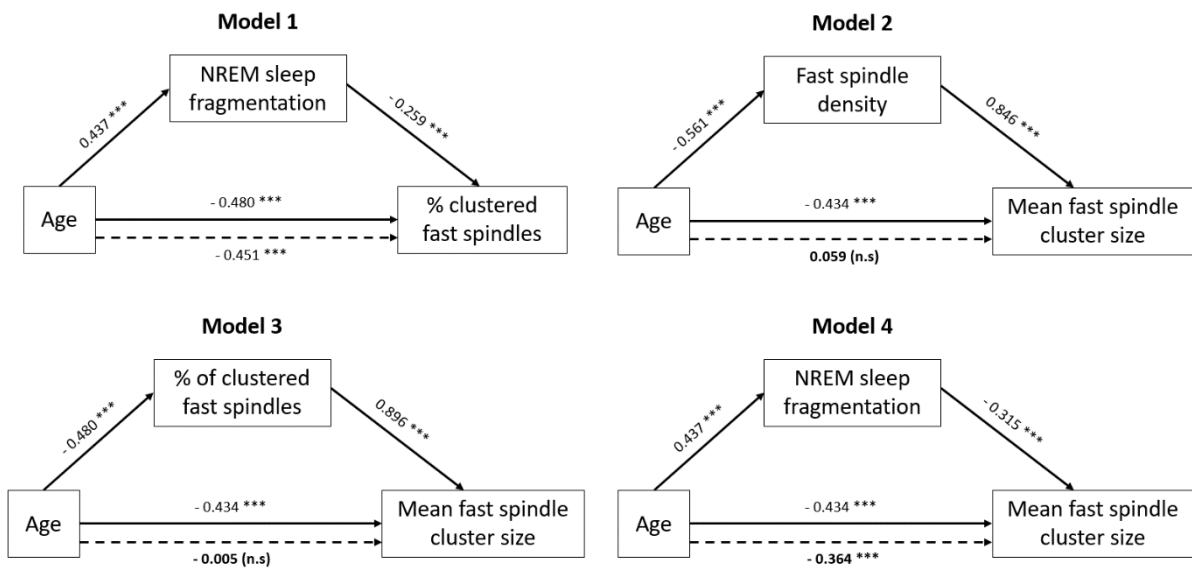 Model 1
NREM sleep
fragmentation
0.437 ***
- 0.259 ***
Age
- 0.480 ***
- 0.451 ***
% clustered
fast spindles
Model 2
Fast spindle
density
- 0.561 ***
0.846 ***
Age
- 0.434 ***
0.059 (n.s)
Mean fast spindle
cluster size
Model 3
% of clustered
fast spindles
- 0.480 ***
0.896 ***
Age
- 0.434 ***
- 0.005 (n.s)
Mean fast spindle
cluster size
Model 4
NREM sleep
fragmentation
0.437 ***
- 0.315 ***
Age
- 0.434 ***
- 0.364 ***
Mean fast spindle
cluster size